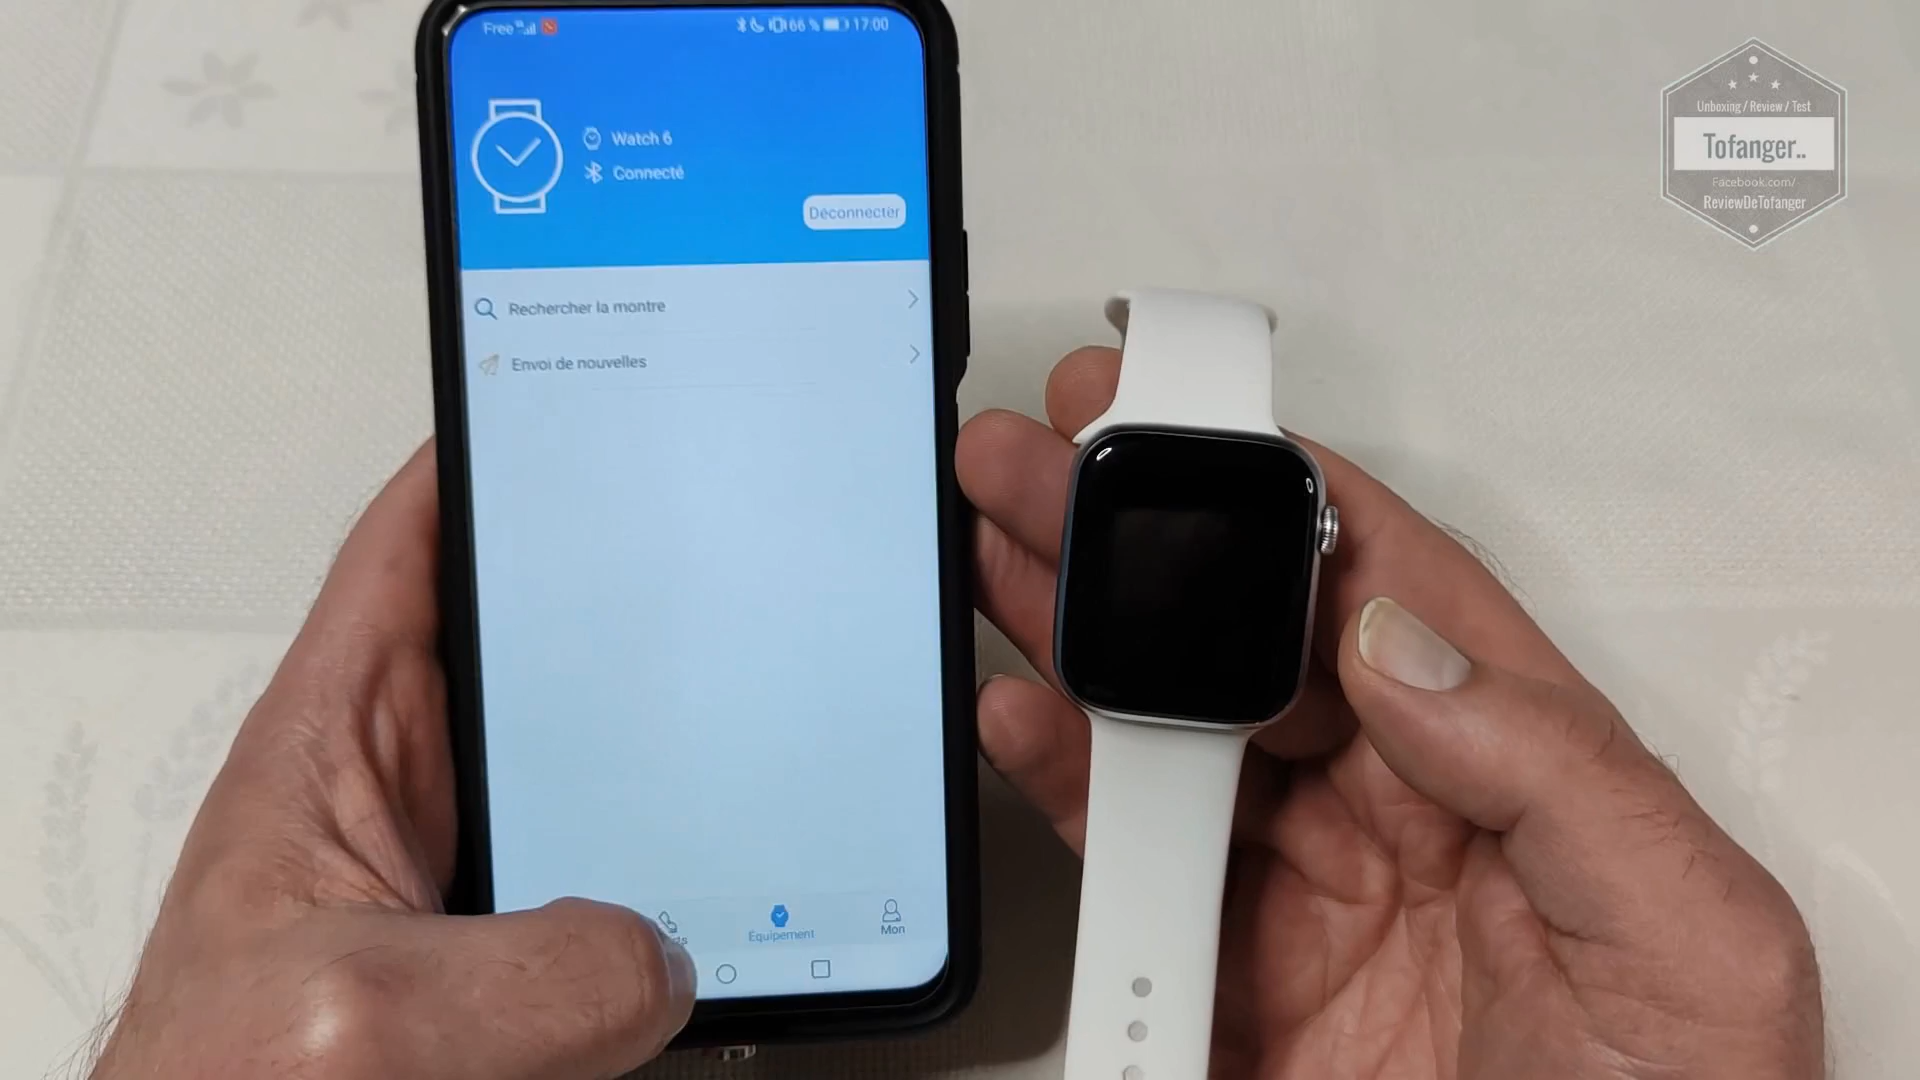 Free 66 % 17:00
Watch 6
Connecté
Déconnecter
Rechercher la montre
Envoi de nouvelles
Équipement
Mon
Unboxing / Review / Test
Tofanger..
Facebook.com/
ReviewDeTofanger